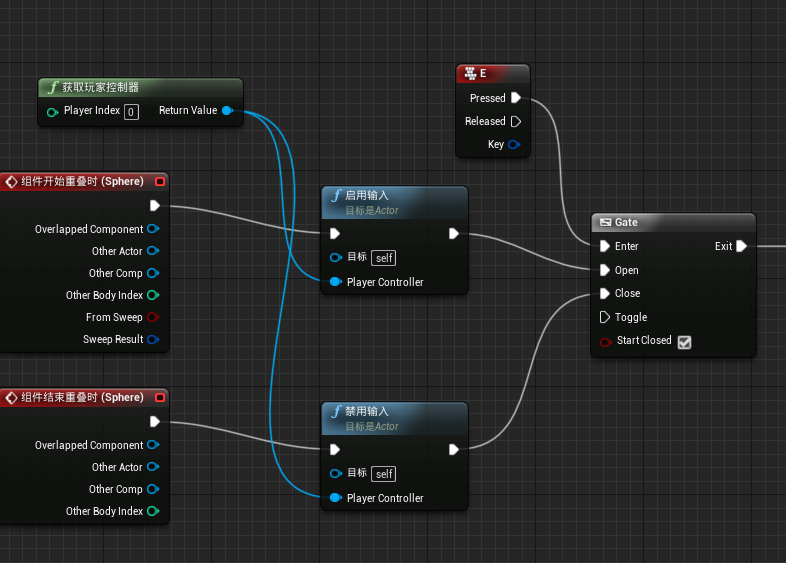 f 获取玩家控制器
Player Index 0 Return Value
E
Pressed
Released
Key
组件开始重叠时 (Sphere)
Overlapped Component
Other Actor
Other Comp
Other Body Index
From Sweep
Sweep Result
f 启用输入
目标是Actor
目标 self
Player Controller
Gate
Enter Exit
Open
Close
Toggle
Start Closed
组件结束重叠时 (Sphere)
Overlapped Component
Other Actor
Other Comp
Other Body Index
f 禁用输入
目标是Actor
目标 self
Player Controller